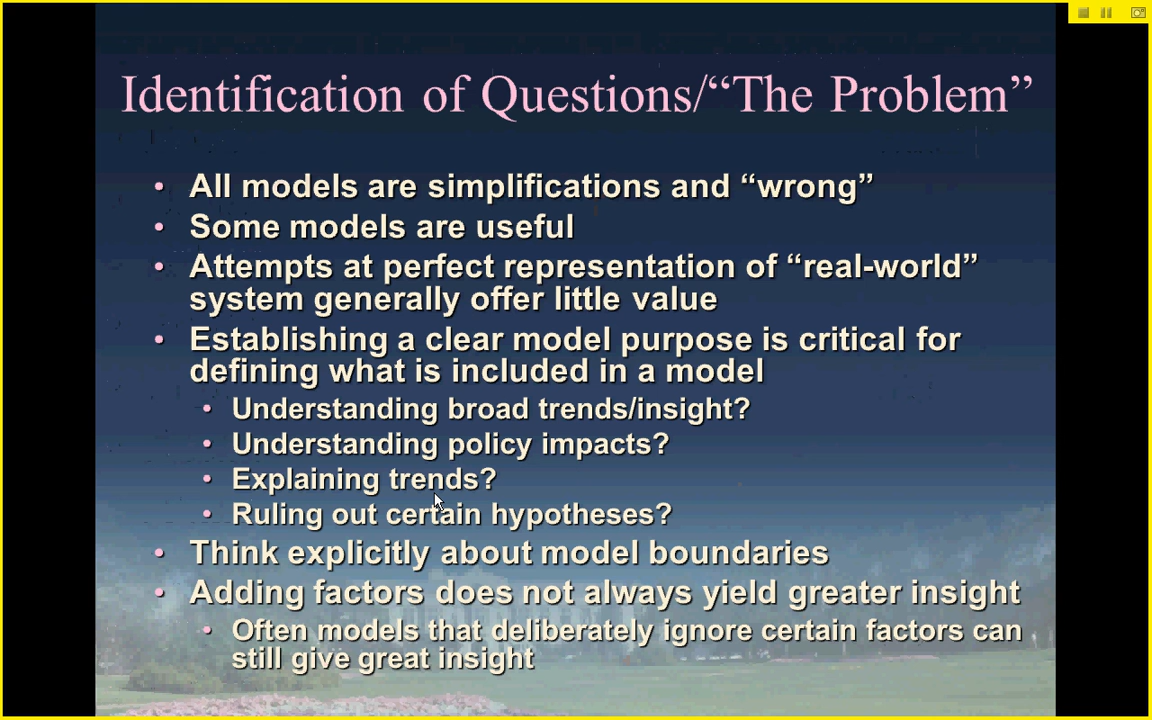 Identification of Questions/“The Problem”
• All models are simplifications and “wrong”
• Some models are useful
• Attempts at perfect representation of “real-world”
system generally offer little value
• Establishing a clear model purpose is critical for
defining what is included in a model
• Understanding broad trends/insight?
• Understanding policy impacts?
• Explaining trends?
• Ruling out certain hypotheses?
• Think explicitly about model boundaries
• Adding factors does not always yield greater insight
• Often models that deliberately ignore certain factors can
still give great insight